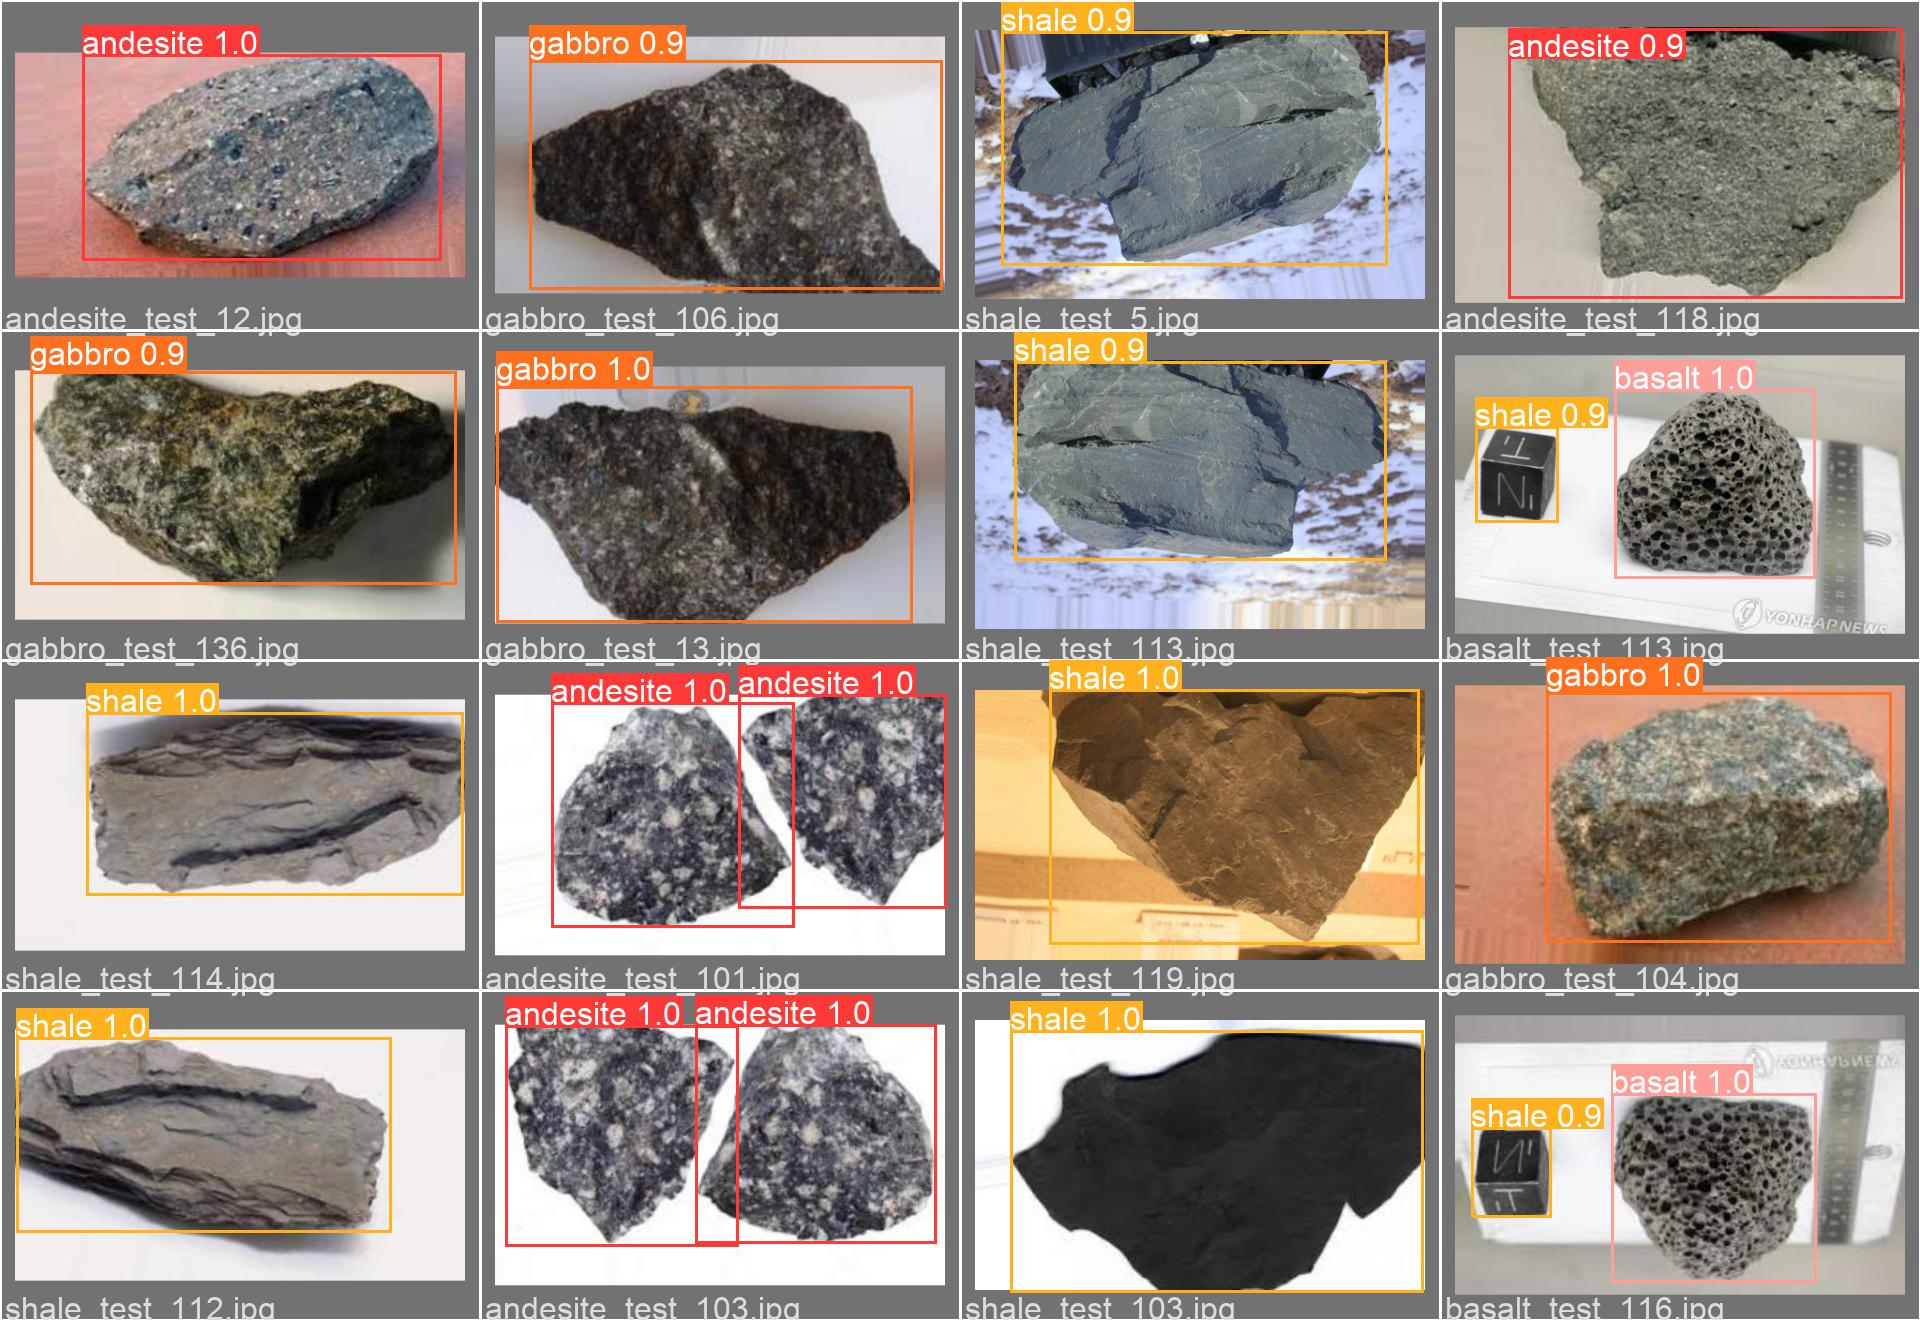 andesite 1.0
gabbro 0.9
shale 0.9
andesite 0.9
andesite_test_12.jpg
gabbro_test_106.jpg
shale_test_5.jpg
andesite_test_118.jpg
gabbro 0.9
gabbro 1.0
shale 0.9
basalt 1.0
shale 0.9
T
N
YONHAP NEWS
gabbro_test_136.jpg
gabbro_test_13.jpg
shale_test_113.jpg
basalt_test_113.jpg
shale 1.0
andesite 1.0
andesite 1.0
shale 1.0
gabbro 1.0
shale_test_114.jpg
andesite_test_101.jpg
shale_test_119.jpg
gabbro_test_104.jpg
shale 1.0
andesite 1.0
andesite 1.0
shale 1.0
basalt 1.0
shale 0.9
YONHAP NEWS
N
T
shale_test_112.jpg
andesite_test_103.jpg
shale_test_103.jpg
basalt_test_116.jpg